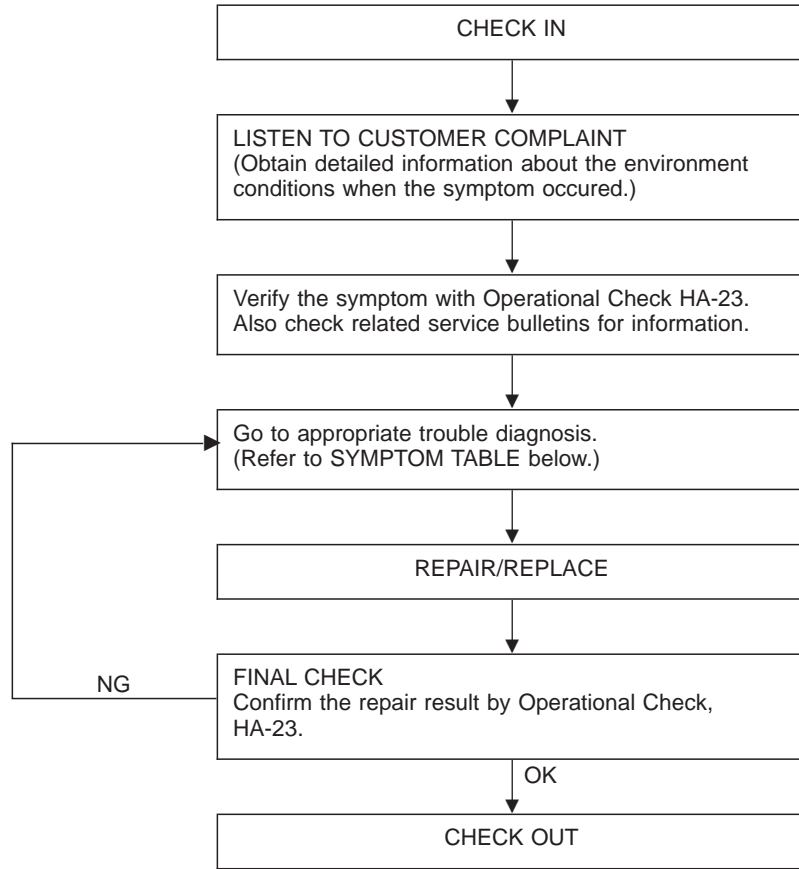 CHECK IN
LISTEN TO CUSTOMER COMPLAINT
(Obtain detailed information about the environment
conditions when the symptom occured.)
Verify the symptom with Operational Check HA-23.
Also check related service bulletins for information.
Go to appropriate trouble diagnosis.
(Refer to SYMPTOM TABLE below.)
REPAIR/REPLACE
NG
FINAL CHECK
Confirm the repair result by Operational Check,
HA-23.
OK
CHECK OUT